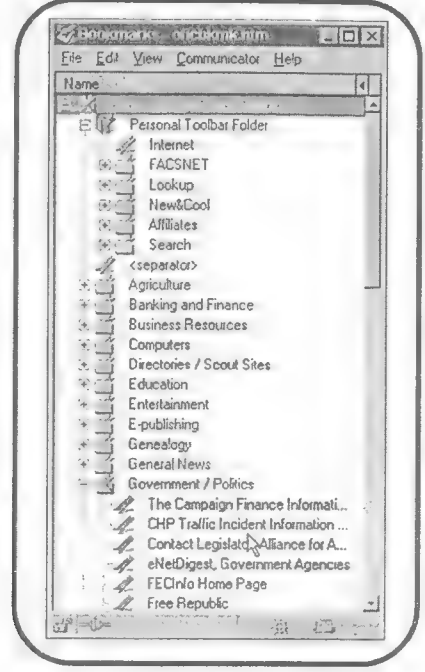 Bookmarks -
File Edit View Communicator Help
Name
Personal Toolbar Folder
Internet
FACSNET
Lookup
New&Cool
Affiliates
Search
<separator>
Agriculture
Banking and Finance
Business Resources
Computers
Directories / Scout Sites
Education
Entertainment
E-publishing
Genealogy
General News
Government / Politics
The Campaign Finance Informati...
CHP Traffic Incident Information ...
Contact Legislato Alliance for A...
eNetDigest, Government Agencies
FECInfo Home Page
Free Republic